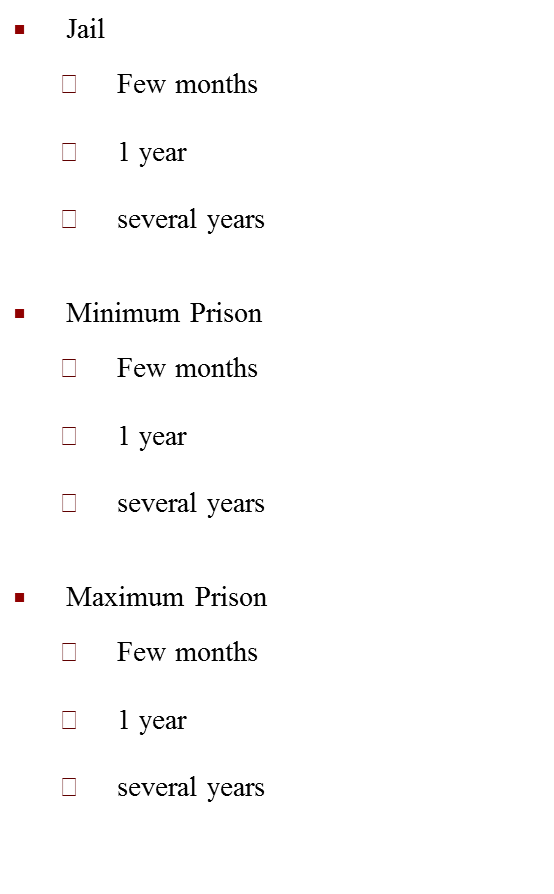 Jail
Few months
1 year
several years
Minimum Prison
Few months
1 year
several years
Maximum Prison
Few months
1 year
several years